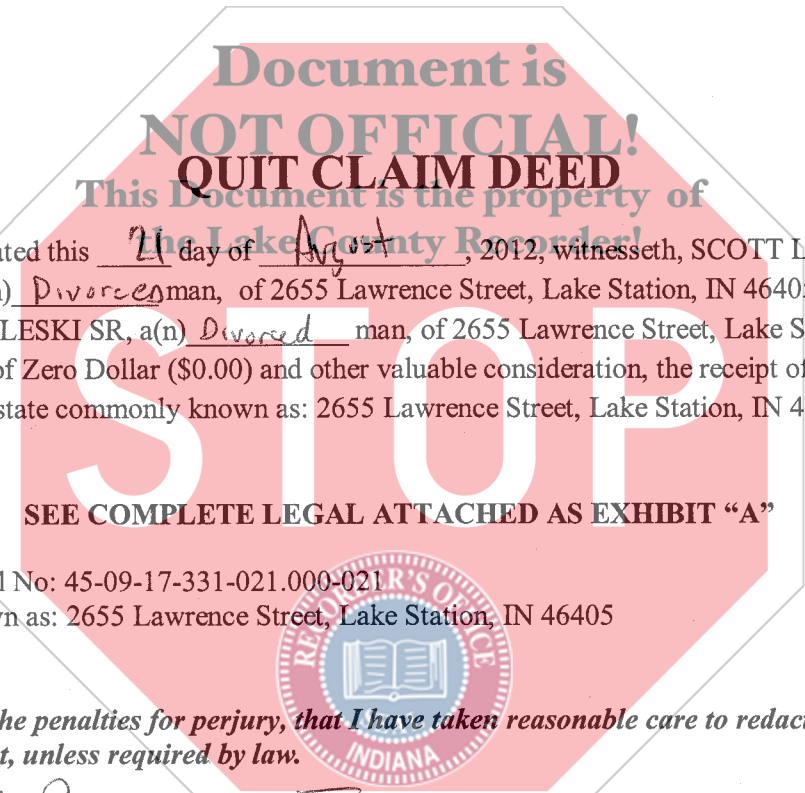 Document is
NOT OFFICIAL!
QUIT CLAIM DEED
This Document is the property of
the Lake County Recorder!
ated this 21 day of August, 2012, witnesseth, SCOTT L
) Divorced man, of 2655 Lawrence Street, Lake Station, IN 46405
LESKI SR, a(n) Divorced man, of 2655 Lawrence Street, Lake S
of Zero Dollar ($0.00) and other valuable consideration, the receipt of
state commonly known as: 2655 Lawrence Street, Lake Station, IN 4
STOP
SEE COMPLETE LEGAL ATTACHED AS EXHIBIT “A”
l No: 45-09-17-331-021.000-021
n as: 2655 Lawrence Street, Lake Station, IN 46405
RECORDER'S OFFICE
he penalties for perjury, that I have taken reasonable care to redact
t, unless required by law.
INDIANA